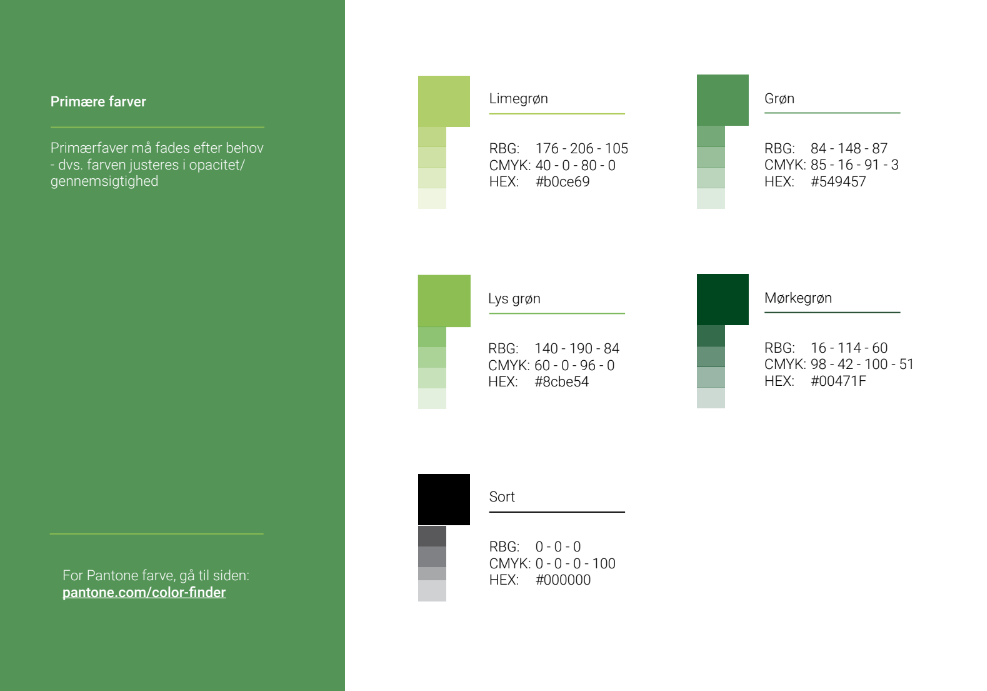 Primære farver
Primærfaver må fades efter behov
- dvs. farven justeres i opacitet/
gennemsigtighed
For Pantone farve, gå til siden:
pantone.com/color-finder
Limegrøn
RBG: 176 - 206 - 105
CMYK: 40 - 0 - 80 - 0
HEX: #b0ce69
Grøn
RBG: 84 - 148 - 87
CMYK: 85 - 16 - 91 - 3
HEX: #549457
Lys grøn
RBG: 140 - 190 - 84
CMYK: 60 - 0 - 96 - 0
HEX: #8cbe54
Mørkegrøn
RBG: 16 - 114 - 60
CMYK: 98 - 42 - 100 - 51
HEX: #00471F
Sort
RBG: 0 - 0 - 0
CMYK: 0 - 0 - 0 - 100
HEX: #000000